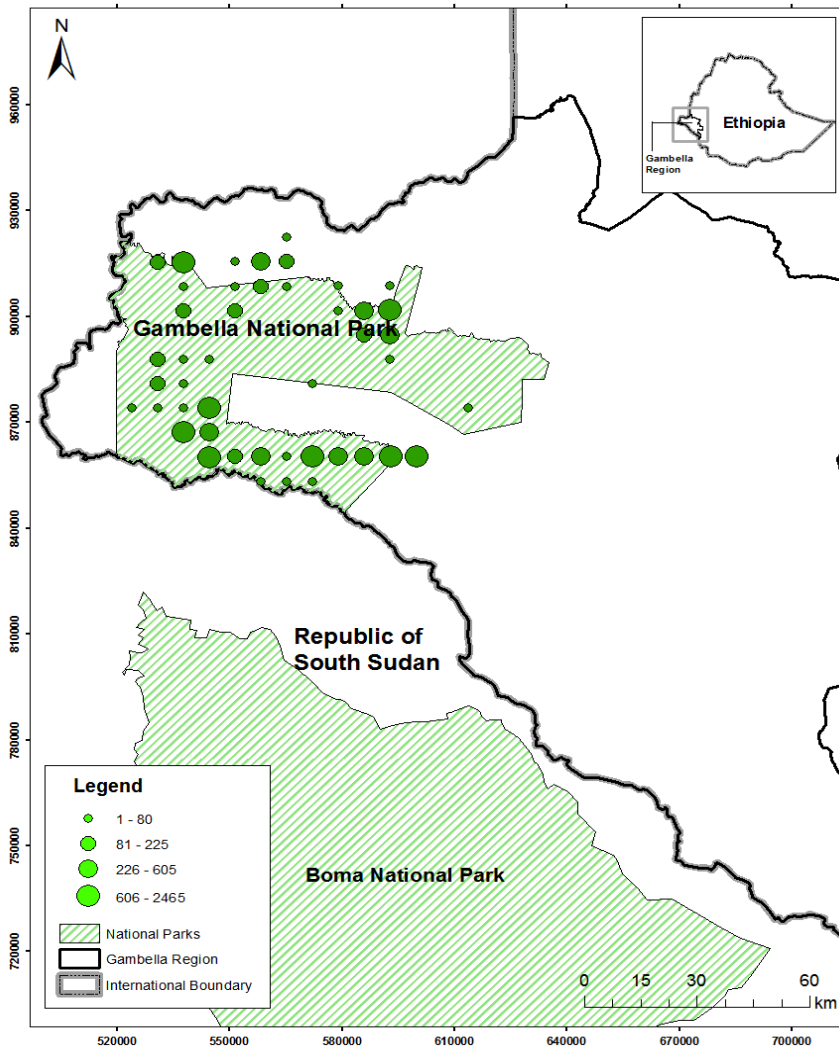 N
Ethiopia
Gambella
Region
960000
930000
900000
870000
840000
810000
780000
750000
720000
Gambella National Park
Republic of
South Sudan
Boma National Park
Legend
1 - 80
81 - 225
226 - 605
606 - 2465
National Parks
Gambella Region
International Boundary
0 15 30 60
km
520000 550000 580000 610000 640000 670000 700000